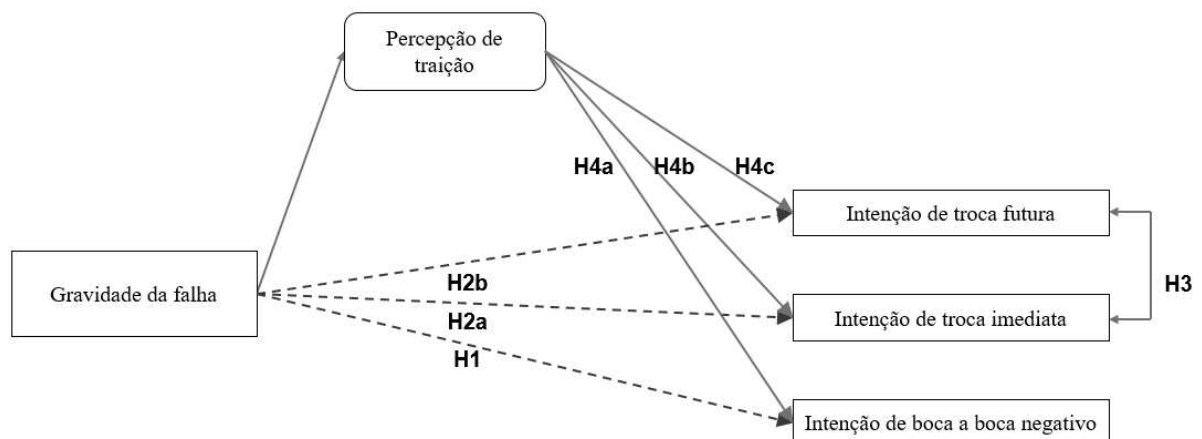 Percepção de
traição
H4a
H4b
H4c
Intenção de troca futura
Gravidade da falha
H2b
H3
H2a
Intenção de troca imediata
H1
Intenção de boca a boca negativo